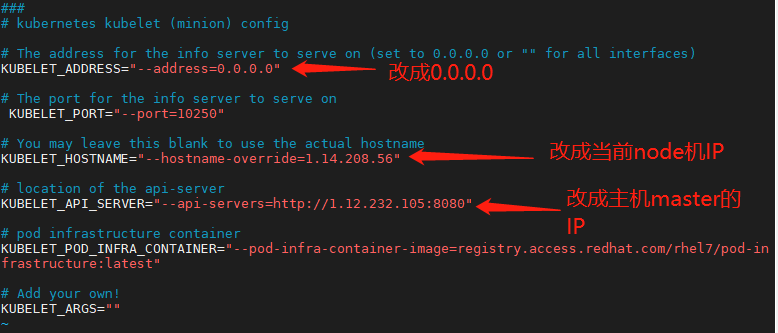 ###
# kubernetes kubelet (minion) config
# The address for the info server to serve on (set to 0.0.0.0 or "" for all interfaces)
KUBELET_ADDRESS="--address=0.0.0.0"
改成0.0.0.0
# The port for the info server to serve on
KUBELET_PORT="--port=10250"
# You may leave this blank to use the actual hostname
KUBELET_HOSTNAME="--hostname-override=1.14.208.56"
改成当前node机IP
# location of the api-server
KUBELET_API_SERVER="--api-servers=http://1.12.232.105:8080"
改成主机master的
IP
# pod infrastructure container
KUBELET_POD_INFRA_CONTAINER="--pod-infra-container-image=registry.access.redhat.com/rhel7/pod-in
frastructure:latest"
# Add your own!
KUBELET_ARGS=""
~